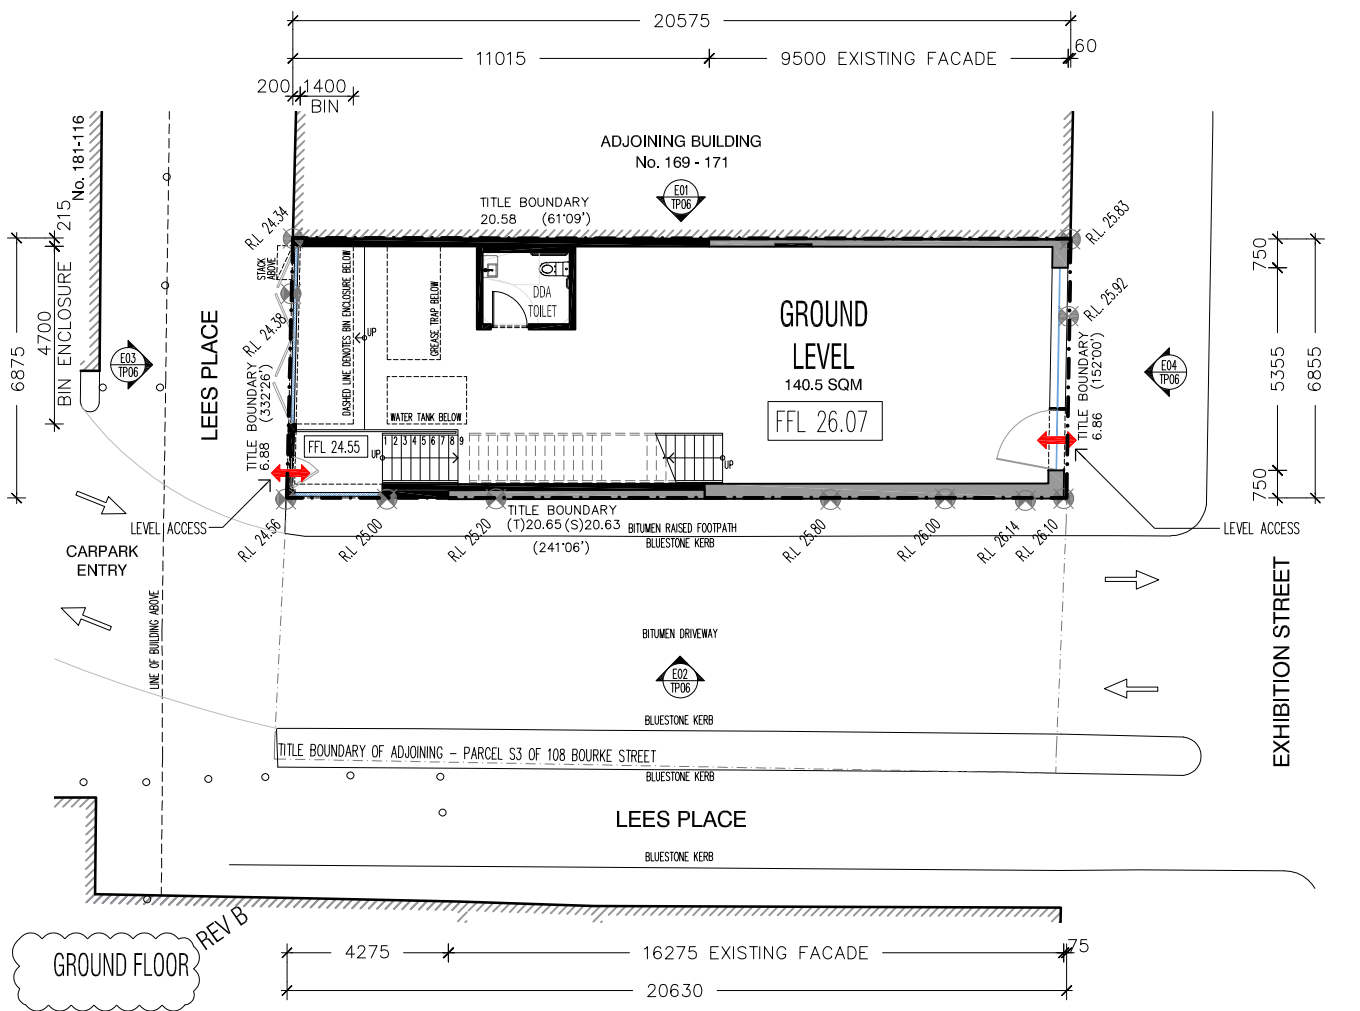 20575
11015
9500 EXISTING FACADE
60
200
1400
BIN
No. 181-116
ADJOINING BUILDING
No. 169 - 171
E01
TP06
TITLE BOUNDARY
20.58 (61°09')
R.L 24.34
R.L 25.83
215
6875
4700
BIN ENCLOSURE
750
5355
6855
750
STACK
ABOVE
R.L 24.38
R.L 25.92
DASHED LINE DENOTES BIN ENCLOSURE BELOW
UP
GREASE TRAP BELOW
DDA
TOILET
GROUND
LEVEL
140.5 SQM
FFL 26.07
E03
TP06
LEES PLACE
TITLE BOUNDARY
(332°26')
6.88
TITLE BOUNDARY
(152°00')
6.86
E04
TP06
WATER TANK BELOW
FFL 24.55
UP
1 2 3 4 5 6 7 8 9
UP
LEVEL ACCESS
LEVEL ACCESS
R.L 24.56
R.L 25.00
R.L 25.20
TITLE BOUNDARY
(T)20.65 (S)20.63
(241°06')
BITUMEN RAISED FOOTPATH
BLUESTONE KERB
R.L 25.80
R.L 26.00
R.L 26.14
R.L 26.10
CARPARK
ENTRY
LINE OF BUILDING ABOVE
EXHIBITION STREET
BITUMEN DRIVEWAY
E02
TP06
BLUESTONE KERB
TITLE BOUNDARY OF ADJOINING - PARCEL S3 OF 108 BOURKE STREET
BLUESTONE KERB
LEES PLACE
BLUESTONE KERB
REV B
GROUND FLOOR
4275
16275 EXISTING FACADE
75
20630